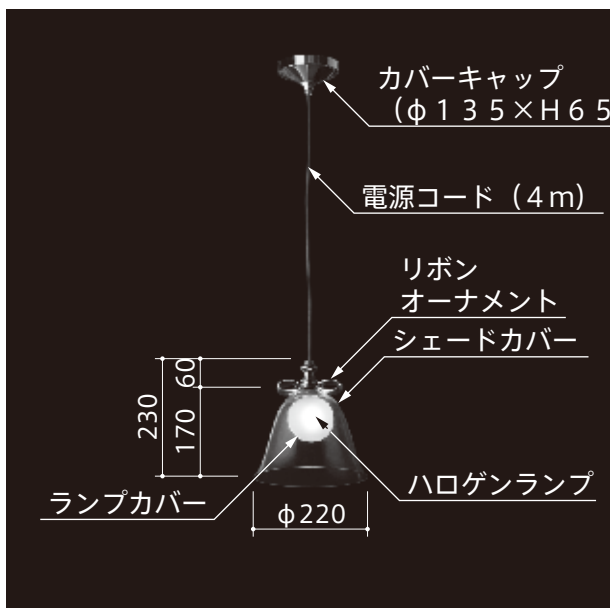 カバーキャップ
（φ１３５×Ｈ６５
電源コード（４ｍ）
リボン
オーナメント
シェードカバー
60
230
170
ランプカバー
ハロゲンランプ
φ220